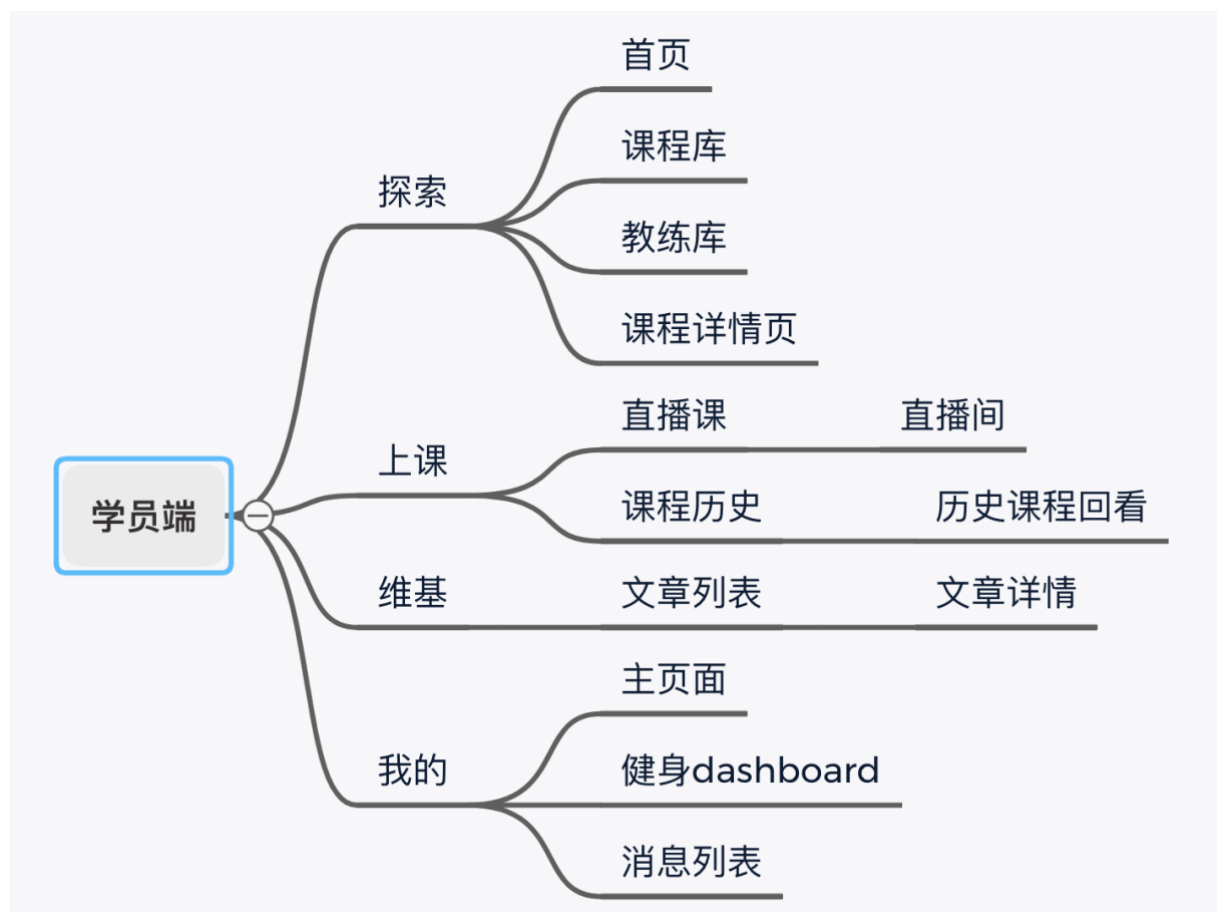 学员端
探索
首页
课程库
教练库
课程详情页
上课
直播课
直播间
课程历史
历史课程回看
维基
文章列表
文章详情
我的
主页面
健身dashboard
消息列表